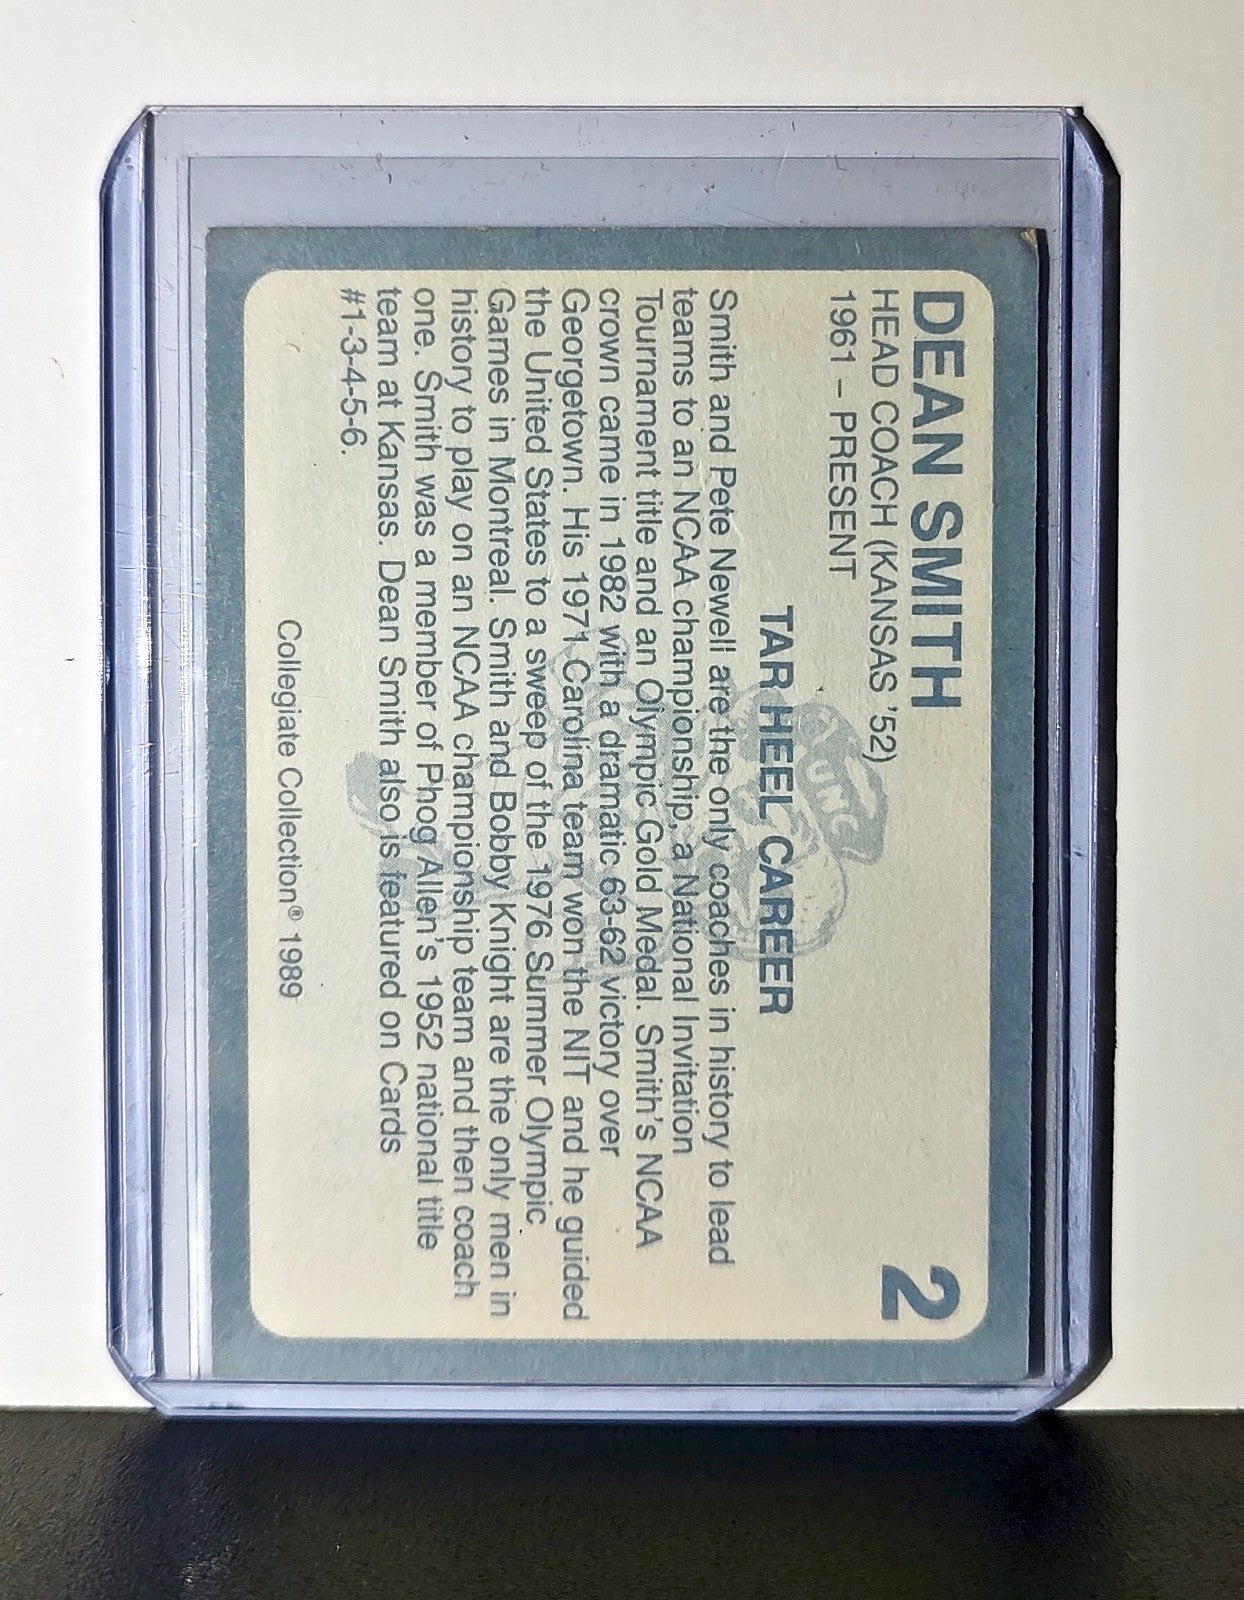 DEAN SMITH
2
HEAD COACH (KANSAS '52)
1961 – PRESENT
TAR HEEL CAREER
Smith and Pete Newell are the only coaches in history to lead
teams to an NCAA championship, a National Invitation
Tournament title and an Olympic Gold Medal. Smith's NCAA
crown came in 1982 with a dramatic 63-62 victory over
Georgetown. His 1971 Carolina team won the NIT and he guided
the United States to a sweep of the 1976 Summer Olympic
Games in Montreal. Smith and Bobby Knight are the only men in
history to play on an NCAA championship team and then coach
one. Smith was a member of Phog Allen's 1952 national title
team at Kansas. Dean Smith also is featured on Cards
#1-3-4-5-6.
UNC
Collegiate Collection® 1989